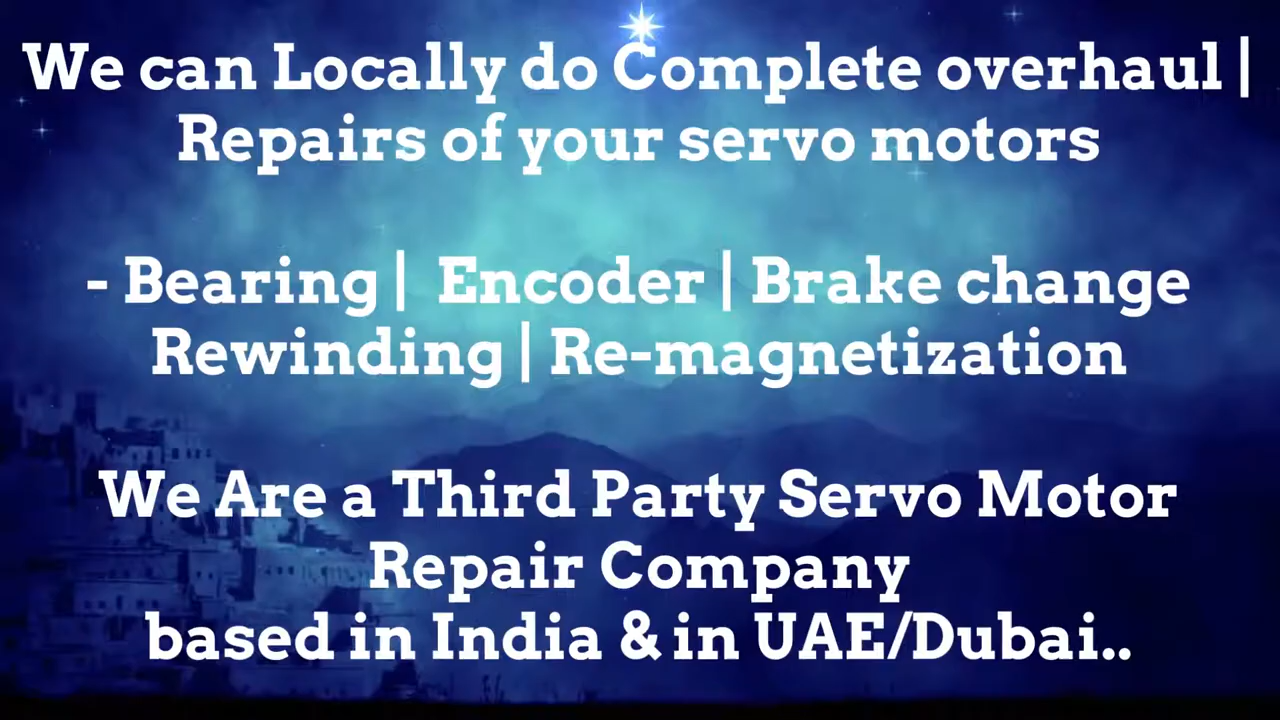 We can Locally do Complete overhaul |
Repairs of your servo motors
- Bearing | Encoder | Brake change
Rewinding | Re-magnetization
We Are a Third Party Servo Motor
Repair Company
based in India & in UAE/Dubai..